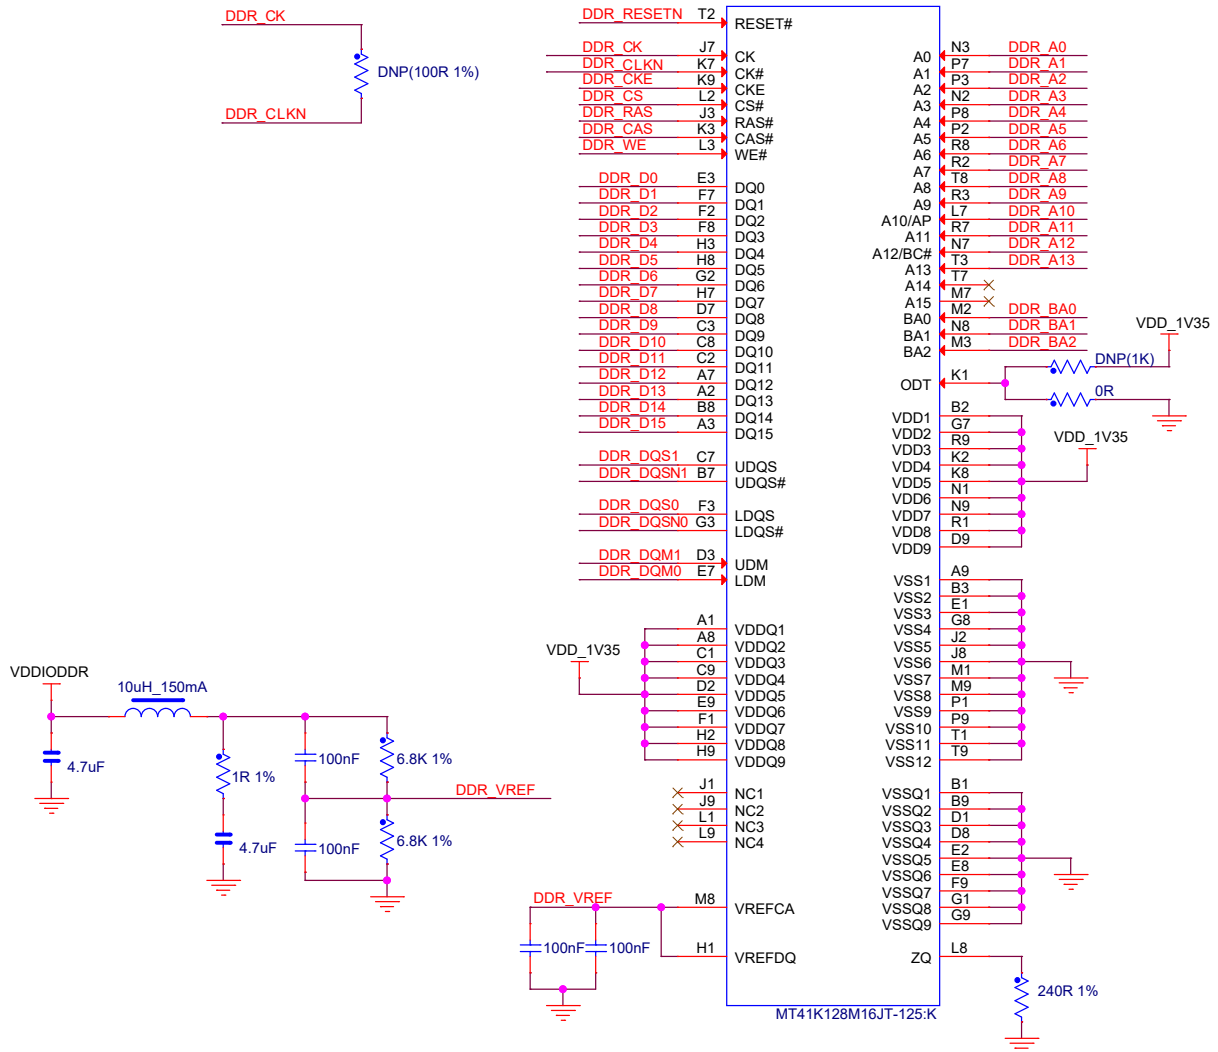 DDR_CK
DNP(100R 1%)
DDR_CLKN
DDR_RESETN T2 RESET#
DDR_CK J7 CK
DDR_CLKN K7 CK#
DDR_CKE K9 CKE
DDR_CS L2 CS#
DDR_RAS J3 RAS#
DDR_CAS K3 CAS#
DDR_WE L3 WE#
DDR_D0 E3 DQ0
DDR_D1 F7 DQ1
DDR_D2 F2 DQ2
DDR_D3 F8 DQ3
DDR_D4 H3 DQ4
DDR_D5 H8 DQ5
DDR_D6 G2 DQ6
DDR_D7 H7 DQ7
DDR_D8 D7 DQ8
DDR_D9 C3 DQ9
DDR_D10 C8 DQ10
DDR_D11 C2 DQ11
DDR_D12 A7 DQ12
DDR_D13 A2 DQ13
DDR_D14 B8 DQ14
DDR_D15 A3 DQ15
DDR_DQS1 C7 UDQS
DDR_DQSN1 B7 UDQS#
DDR_DQS0 F3 LDQS
DDR_DQSN0 G3 LDQS#
DDR_DQM1 D3 UDM
DDR_DQM0 E7 LDM
VDD_1V35
A1 VDDQ1
A8 VDDQ2
C1 VDDQ3
C9 VDDQ4
D2 VDDQ5
E9 VDDQ6
F1 VDDQ7
H2 VDDQ8
H9 VDDQ9
J1 NC1
J9 NC2
L1 NC3
L9 NC4
DDR_VREF
M8 VREFCA
100nF 100nF
H1 VREFDQ
A0 N3 DDR_A0
A1 P7 DDR_A1
A2 P3 DDR_A2
A3 N2 DDR_A3
A4 P8 DDR_A4
A5 P2 DDR_A5
A6 R8 DDR_A6
A7 R2 DDR_A7
A8 T8 DDR_A8
A9 R3 DDR_A9
A10/AP L7 DDR_A10
A11 R7 DDR_A11
A12/BC# N7 DDR_A12
A13 T3 DDR_A13
A14 T7
A15 M7
BA0 M2 DDR_BA0
BA1 N8 DDR_BA1
BA2 M3 DDR_BA2
VDD_1V35
DNP(1K)
ODT K1
0R
VDD1 B2
VDD2 G7
VDD3 R9
VDD4 K2
VDD5 K8
VDD6 N1
VDD7 N9
VDD8 R1
VDD9 D9
VDD_1V35
VSS1 A9
VSS2 B3
VSS3 E1
VSS4 G8
VSS5 J2
VSS6 J8
VSS7 M1
VSS8 M9
VSS9 P1
VSS10 P9
VSS11 T1
VSS12 T9
VSSQ1 B1
VSSQ2 B9
VSSQ3 D1
VSSQ4 D8
VSSQ5 E2
VSSQ6 E8
VSSQ7 F9
VSSQ8 G1
VSSQ9 G9
ZQ L8
240R 1%
MT41K128M16JT-125:K
VDDIODDR
10uH_150mA
4.7uF
1R 1%
4.7uF
100nF
6.8K 1%
DDR_VREF
100nF
6.8K 1%